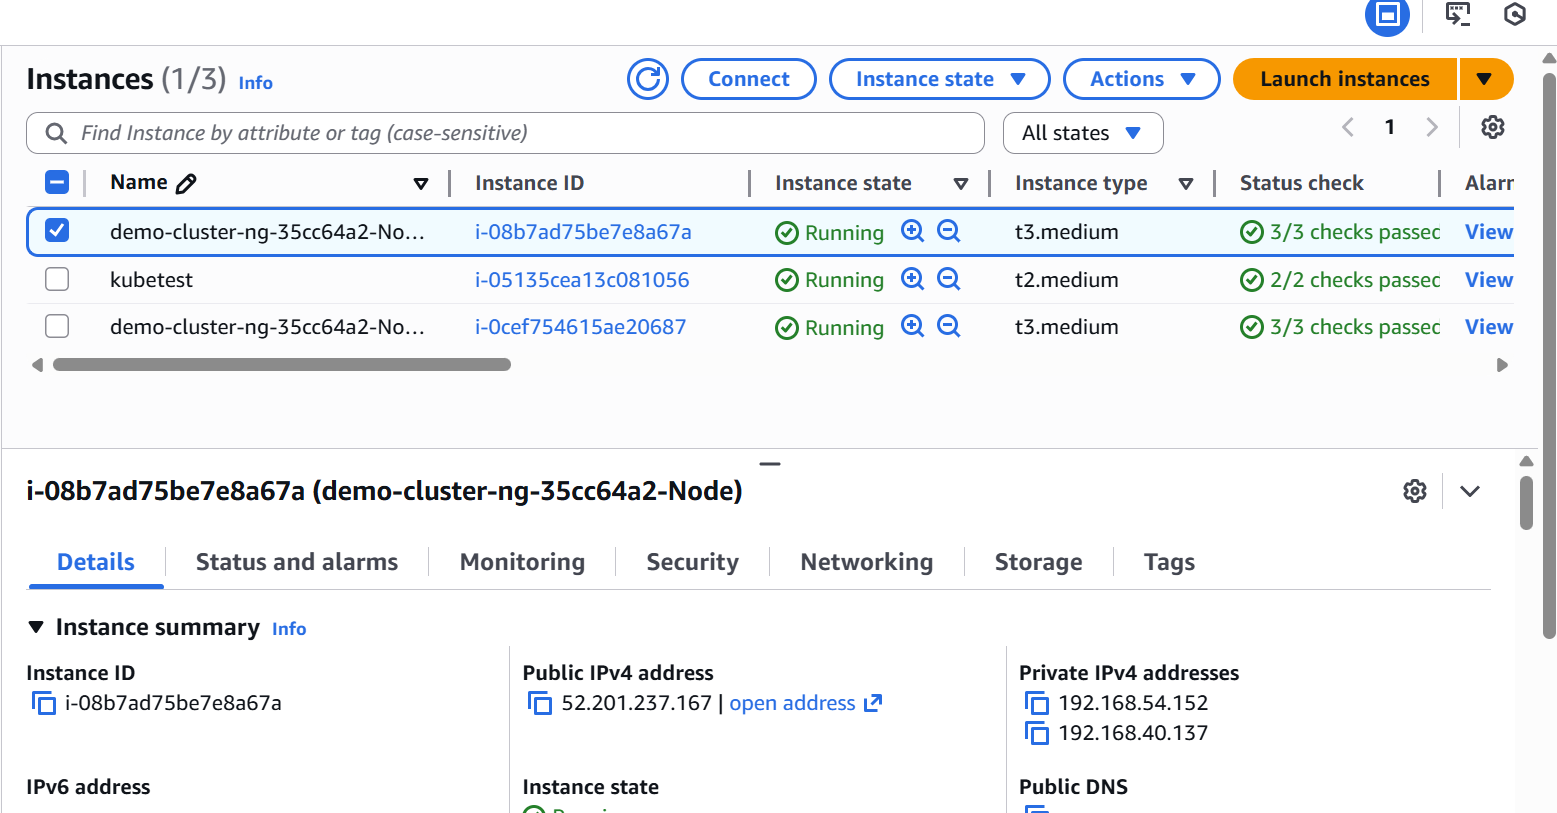 Instances (1/3) Info Connect Instance state Actions Launch instances
Find Instance by attribute or tag (case-sensitive) All states 1
Name Instance ID Instance state Instance type Status check Alarr
demo-cluster-ng-35cc64a2-No... i-08b7ad75be7e8a67a Running t3.medium 3/3 checks passed View
kubetest i-05135cea13c081056 Running t2.medium 2/2 checks passed View
demo-cluster-ng-35cc64a2-No... i-0cef754615ae20687 Running t3.medium 3/3 checks passed View
i-08b7ad75be7e8a67a (demo-cluster-ng-35cc64a2-Node)
Details Status and alarms Monitoring Security Networking Storage Tags
Instance summary Info
Instance ID Public IPv4 address Private IPv4 addresses
i-08b7ad75be7e8a67a 52.201.237.167 | open address 192.168.54.152
192.168.40.137
IPv6 address Instance state Public DNS